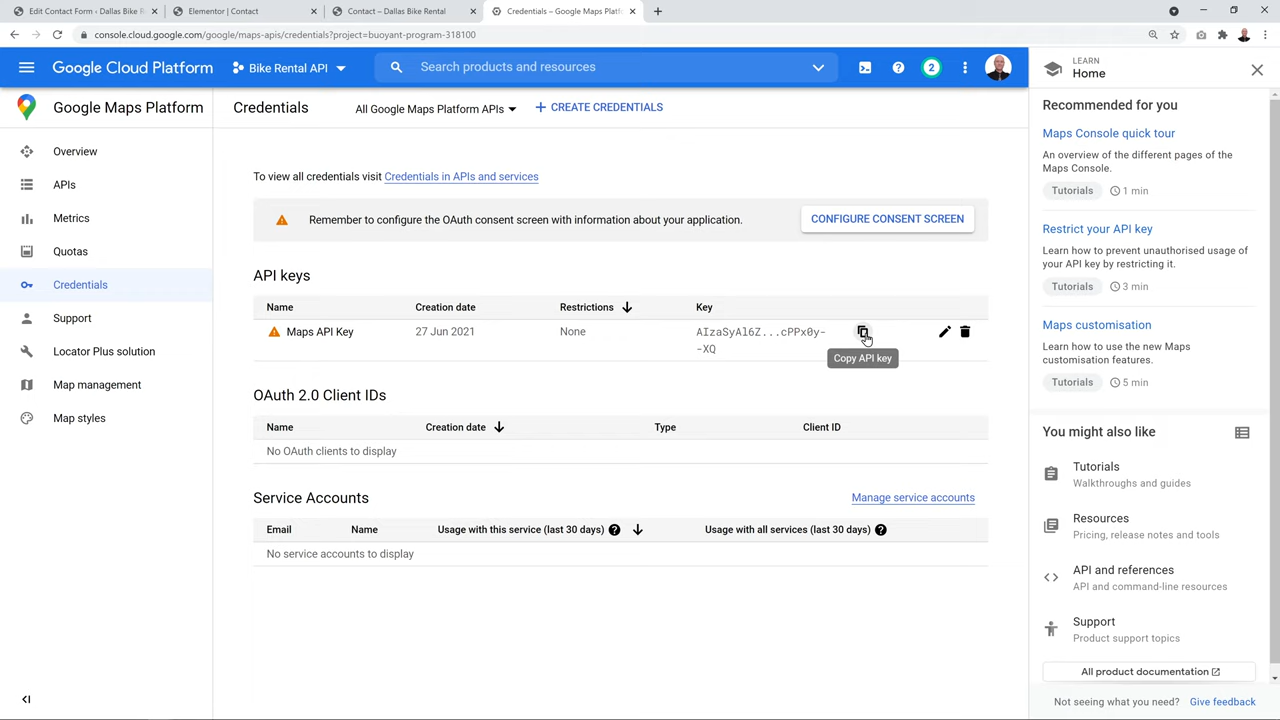 Edit Contact Form ‹ Dallas Bike R
Elementor | Contact
Contact – Dallas Bike Rental
Credentials – Google Maps Platf
console.cloud.google.com/google/maps-apis/credentials?project=buoyant-program-318100
Google Cloud Platform
Bike Rental API
Search products and resources
2
LEARN
Home
Google Maps Platform
Credentials
All Google Maps Platform APIs
+ CREATE CREDENTIALS
Overview
APIs
Metrics
Quotas
Credentials
Support
Locator Plus solution
Map management
Map styles
To view all credentials visit Credentials in APIs and services
Remember to configure the OAuth consent screen with information about your application.
CONFIGURE CONSENT SCREEN
API keys
Name Creation date Restrictions Key
Maps API Key 27 Jun 2021 None AIzaSyAl6Z...cPPx0y-
-XQ
Copy API key
OAuth 2.0 Client IDs
Name Creation date Type Client ID
No OAuth clients to display
Service Accounts
Manage service accounts
Email Name Usage with this service (last 30 days) Usage with all services (last 30 days)
No service accounts to display
Recommended for you
Maps Console quick tour
An overview of the different pages of the
Maps Console.
Tutorials 1 min
Restrict your API key
Learn how to prevent unauthorised usage of
your API key by restricting it.
Tutorials 3 min
Maps customisation
Learn how to use the new Maps
customisation features.
Tutorials 5 min
You might also like
Tutorials
Walkthroughs and guides
Resources
Pricing, release notes and tools
API and references
API and command-line resources
Support
Product support topics
All product documentation
Not seeing what you need? Give feedback